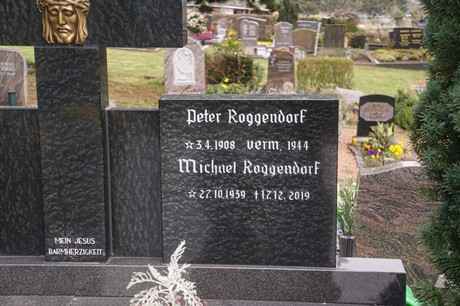 Peter Roggendorf
☆ 3.4.1908 verm. 1944
Michael Roggendorf
☆ 27.10.1939 †17.12.2019
MEIN JESUS
BARMHERZIGKEIT